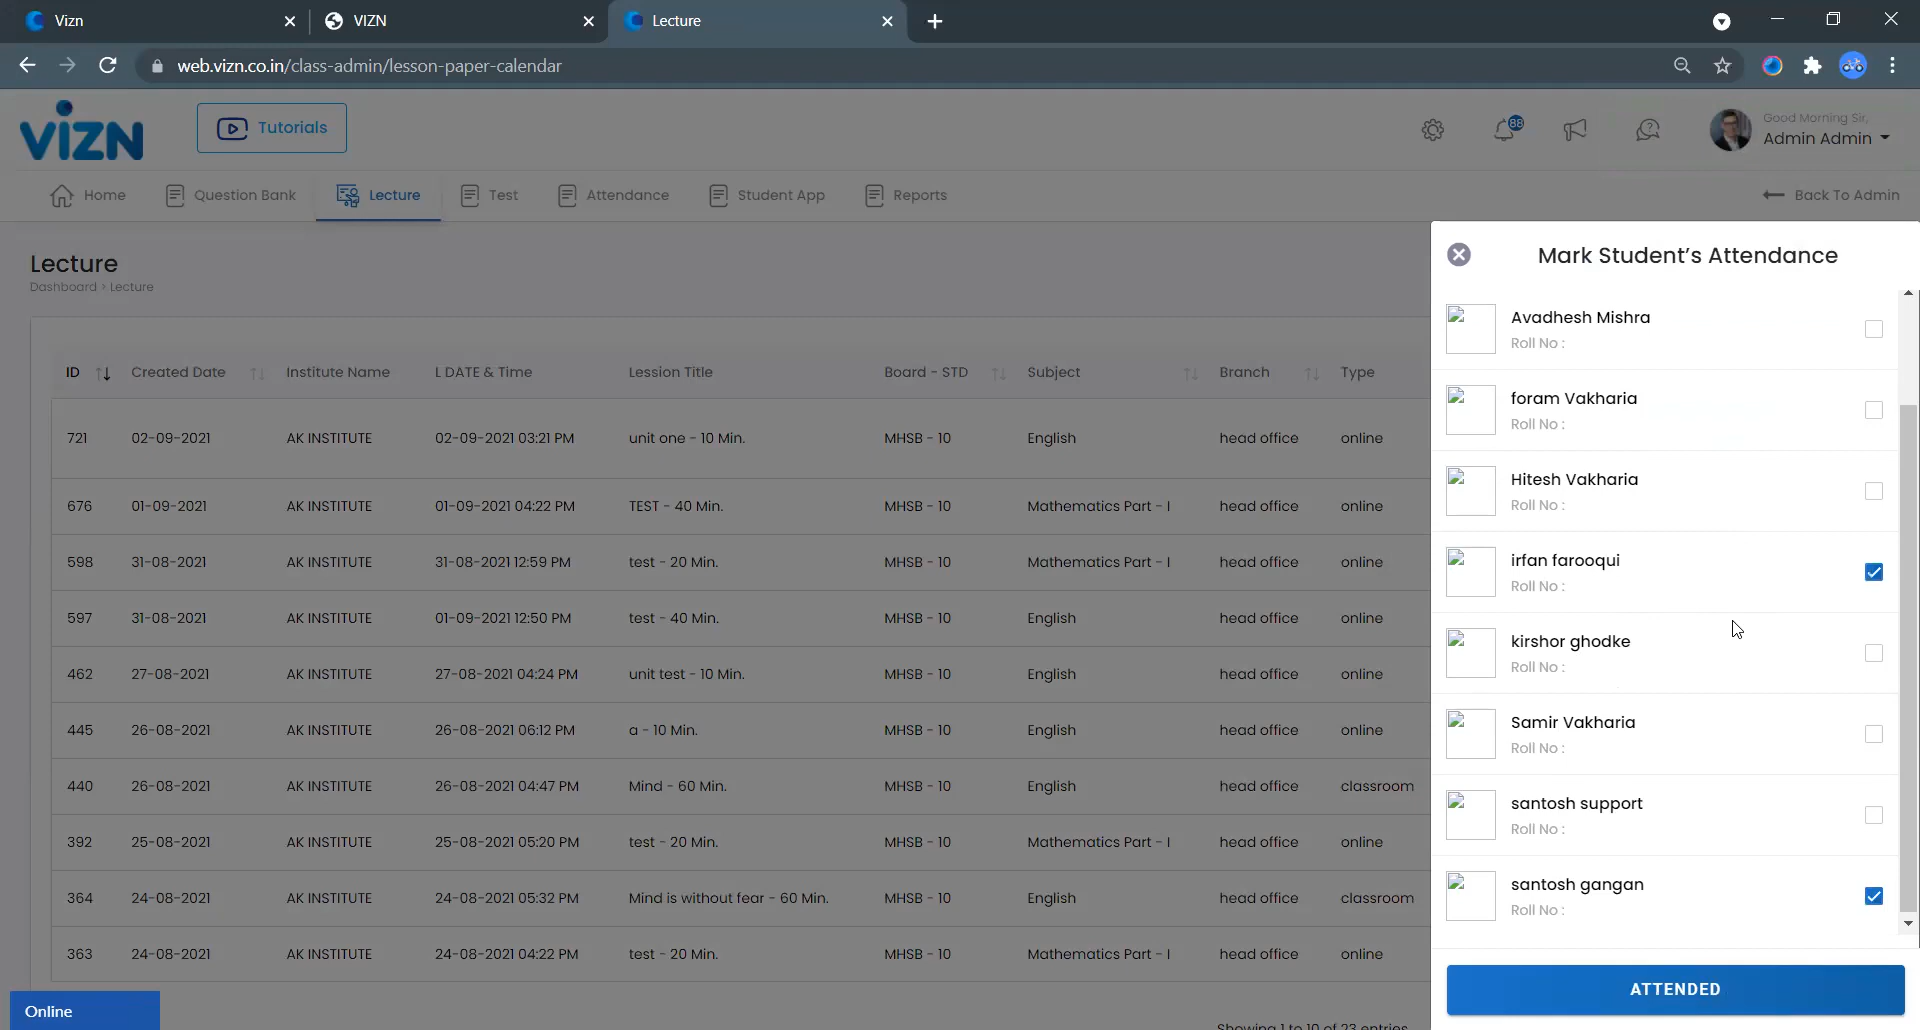 Vizn
VIZN
Lecture
web.vizn.co.in/class-admin/lesson-paper-calendar
VIZN
Tutorials
88
Good Morning Sir,
Admin Admin
Home
Question Bank
Lecture
Test
Attendance
Student App
Reports
Back To Admin
Lecture
Dashboard > Lecture
ID Created Date Institute Name L DATE & Time Lession Title Board - STD Subject Branch Type
721 02-09-2021 AK INSTITUTE 02-09-2021 03:21 PM unit one - 10 Min. MHSB - 10 English head office online
676 01-09-2021 AK INSTITUTE 01-09-2021 04:22 PM TEST - 40 Min. MHSB - 10 Mathematics Part - I head office online
598 31-08-2021 AK INSTITUTE 31-08-2021 12:59 PM test - 20 Min. MHSB - 10 Mathematics Part - I head office online
597 31-08-2021 AK INSTITUTE 01-09-2021 12:50 PM test - 40 Min. MHSB - 10 English head office online
462 27-08-2021 AK INSTITUTE 27-08-2021 04:24 PM unit test - 10 Min. MHSB - 10 English head office online
445 26-08-2021 AK INSTITUTE 26-08-2021 06:12 PM a - 10 Min. MHSB - 10 English head office online
440 26-08-2021 AK INSTITUTE 26-08-2021 04:47 PM Mind - 60 Min. MHSB - 10 English head office classroom
392 25-08-2021 AK INSTITUTE 25-08-2021 05:20 PM test - 20 Min. MHSB - 10 Mathematics Part - I head office online
364 24-08-2021 AK INSTITUTE 24-08-2021 05:32 PM Mind is without fear - 60 Min. MHSB - 10 English head office classroom
363 24-08-2021 AK INSTITUTE 24-08-2021 04:22 PM test - 20 Min. MHSB - 10 Mathematics Part - I head office online
Showing 1 to 10 of 23 entries
Online
Mark Student's Attendance
Avadhesh Mishra
Roll No :
foram Vakharia
Roll No :
Hitesh Vakharia
Roll No :
irfan farooqui
Roll No :
kirshor ghodke
Roll No :
Samir Vakharia
Roll No :
santosh support
Roll No :
santosh gangan
Roll No :
ATTENDED